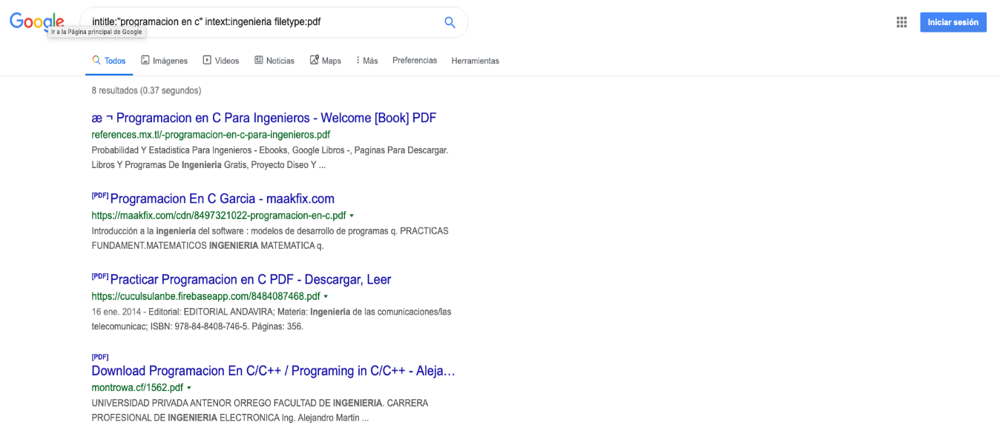 Google
intitle:"programacion en c" intext:ingenieria filetype:pdf
Iniciar sesión
Ir a la Página principal de Google
Todos Imágenes Videos Noticias Maps Más Preferencias Herramientas
8 resultados (0.37 segundos)
æ ¬ Programacion en C Para Ingenieros - Welcome [Book] PDF
references.mx.tl/-programacion-en-c-para-ingenieros.pdf
Probabilidad Y Estadistica Para Ingenieros - Ebooks, Google Libros -, Paginas Para Descargar.
Libros Y Programas De Ingenieria Gratis, Proyecto Diseo Y ...
[PDF] Programacion En C Garcia - maakfix.com
https://maakfix.com/cdn/8497321022-programacion-en-c.pdf
Introducción a la ingeniería del software : modelos de desarrollo de programas q. PRACTICAS
FUNDAMENT.MATEMATICOS INGENIERIA MATEMATICA q.
[PDF] Practicar Programacion en C PDF - Descargar, Leer
https://cuculsulanbe.firebaseapp.com/8484087468.pdf
16 ene. 2014 - Editorial: EDITORIAL ANDAVIRA; Materia: Ingenieria de las comunicaciones/las
telecomunicac; ISBN: 978-84-8408-746-5. Páginas: 356.
[PDF]
Download Programacion En C/C++ / Programing in C/C++ - Aleja...
montrowa.cf/1562.pdf
UNIVERSIDAD PRIVADA ANTENOR ORREGO FACULTAD DE INGENIERIA. CARRERA
PROFESIONAL DE INGENIERIA ELECTRONICA Ing. Alejandro Martin ...